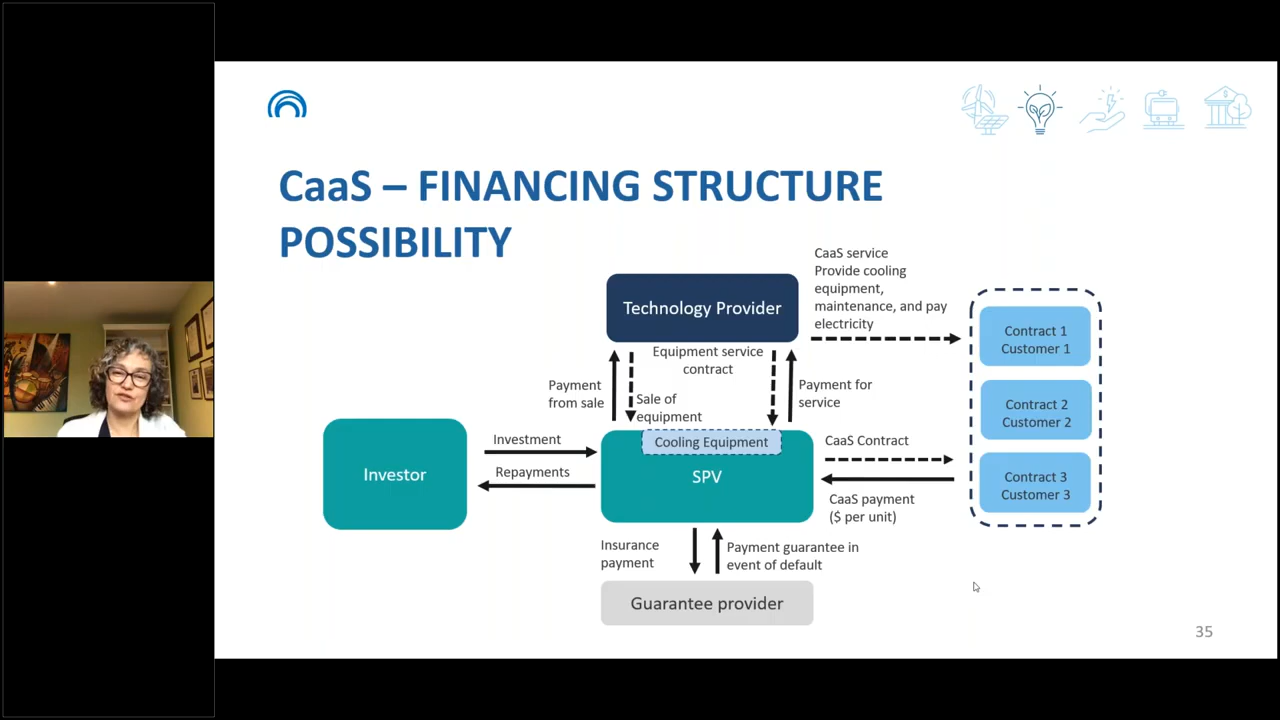 CaaS – FINANCING STRUCTURE
POSSIBILITY
CaaS service
Provide cooling
equipment,
maintenance, and pay
electricity
Technology Provider
Contract 1
Customer 1
Equipment service
contract
Payment
from sale
Sale of
equipment
Payment for
service
Contract 2
Customer 2
Investor
Investment
Repayments
Cooling Equipment
SPV
CaaS Contract
CaaS payment
($ per unit)
Contract 3
Customer 3
Insurance
payment
Payment guarantee in
event of default
Guarantee provider
35